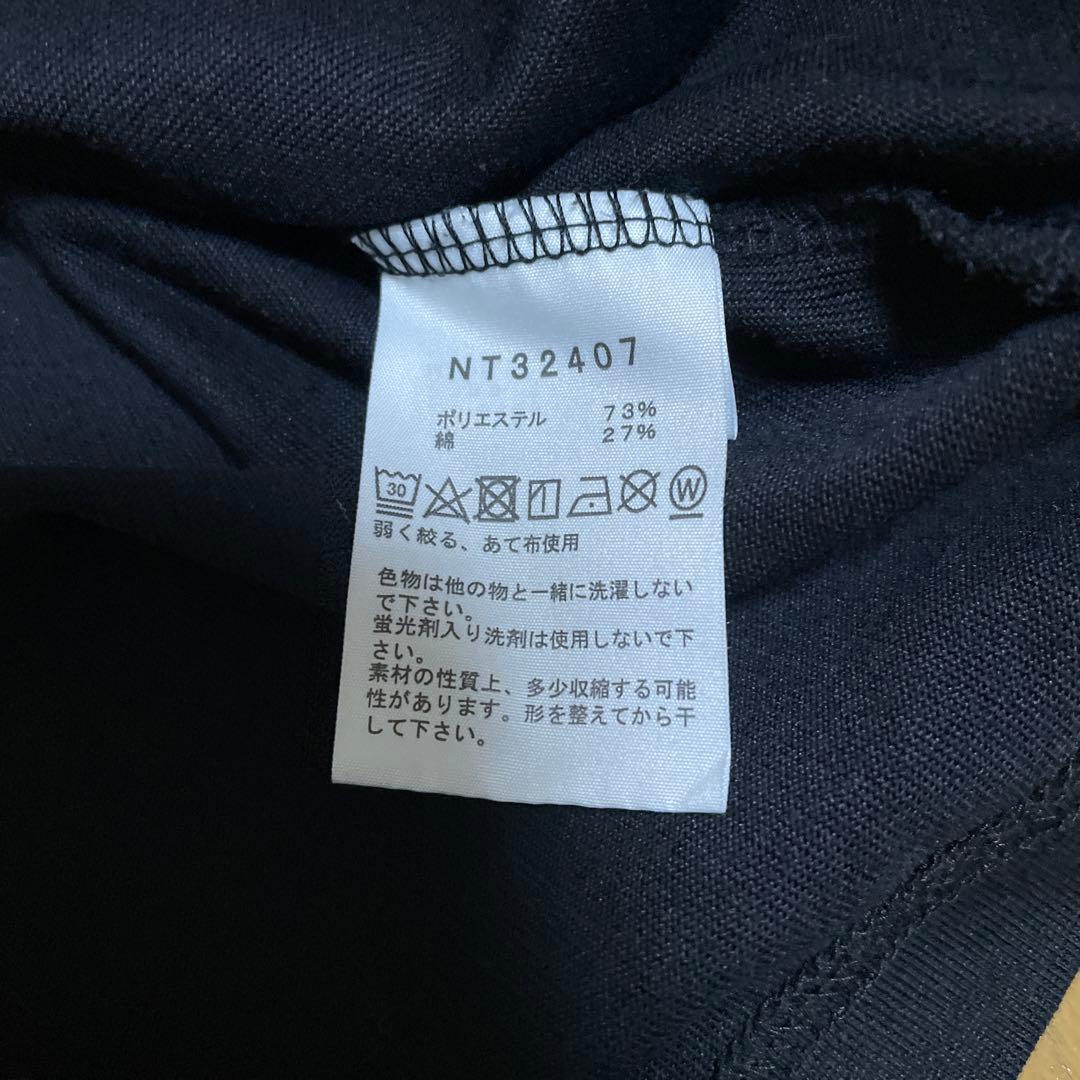 NT32407
ポリエステル 73%
綿 27%
30 W
弱く絞る、あて布使用
色物は他の物と一緒に洗濯しない
で下さい。
蛍光剤入り洗剤は使用しないで下
さい。
素材の性質上、多少収縮する可能
性があります。形を整えてから干
して下さい。